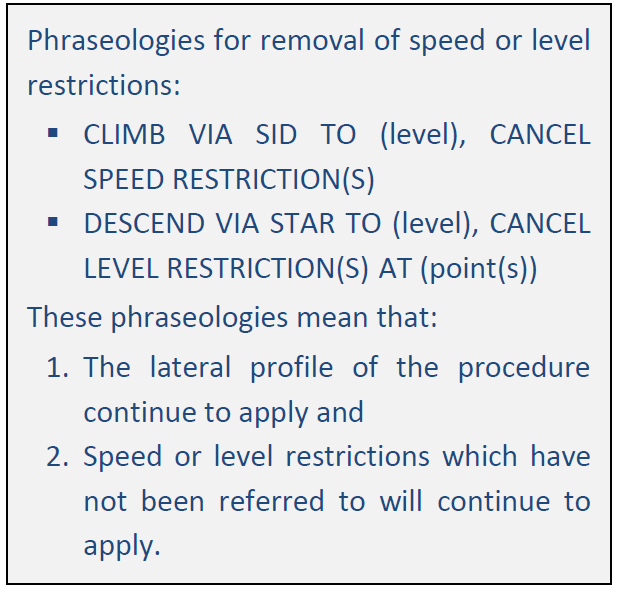 Phraseologies for removal of speed or level
restrictions:
▪ CLIMB VIA SID TO (level), CANCEL
SPEED RESTRICTION(S)
▪ DESCEND VIA STAR TO (level), CANCEL
LEVEL RESTRICTION(S) AT (point(s))
These phraseologies mean that:
1. The lateral profile of the procedure
continue to apply and
2. Speed or level restrictions which have
not been referred to will continue to
apply.